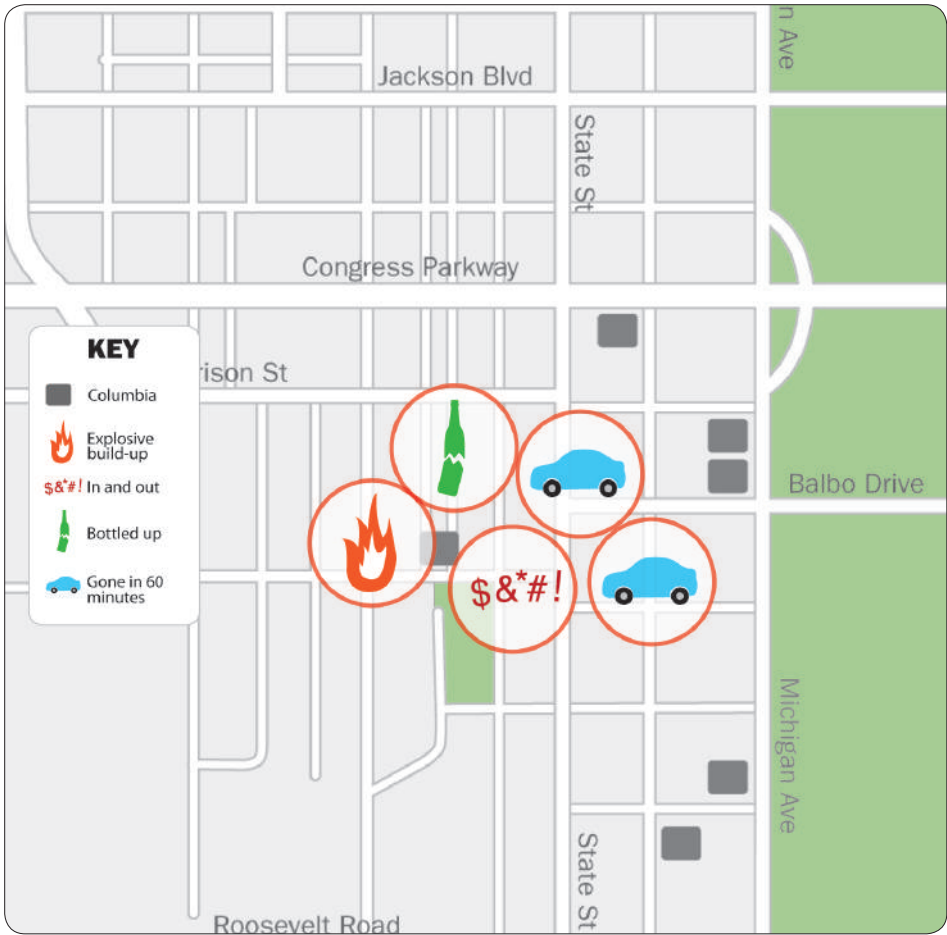 n Ave
Jackson Blvd
State St
Congress Parkway
rison St
KEY
Columbia
Explosive
build-up
$&*#! In and out
Bottled up
Gone in 60
minutes
$&*#!
Balbo Drive
Michigan Ave
State St
Roosevelt Road